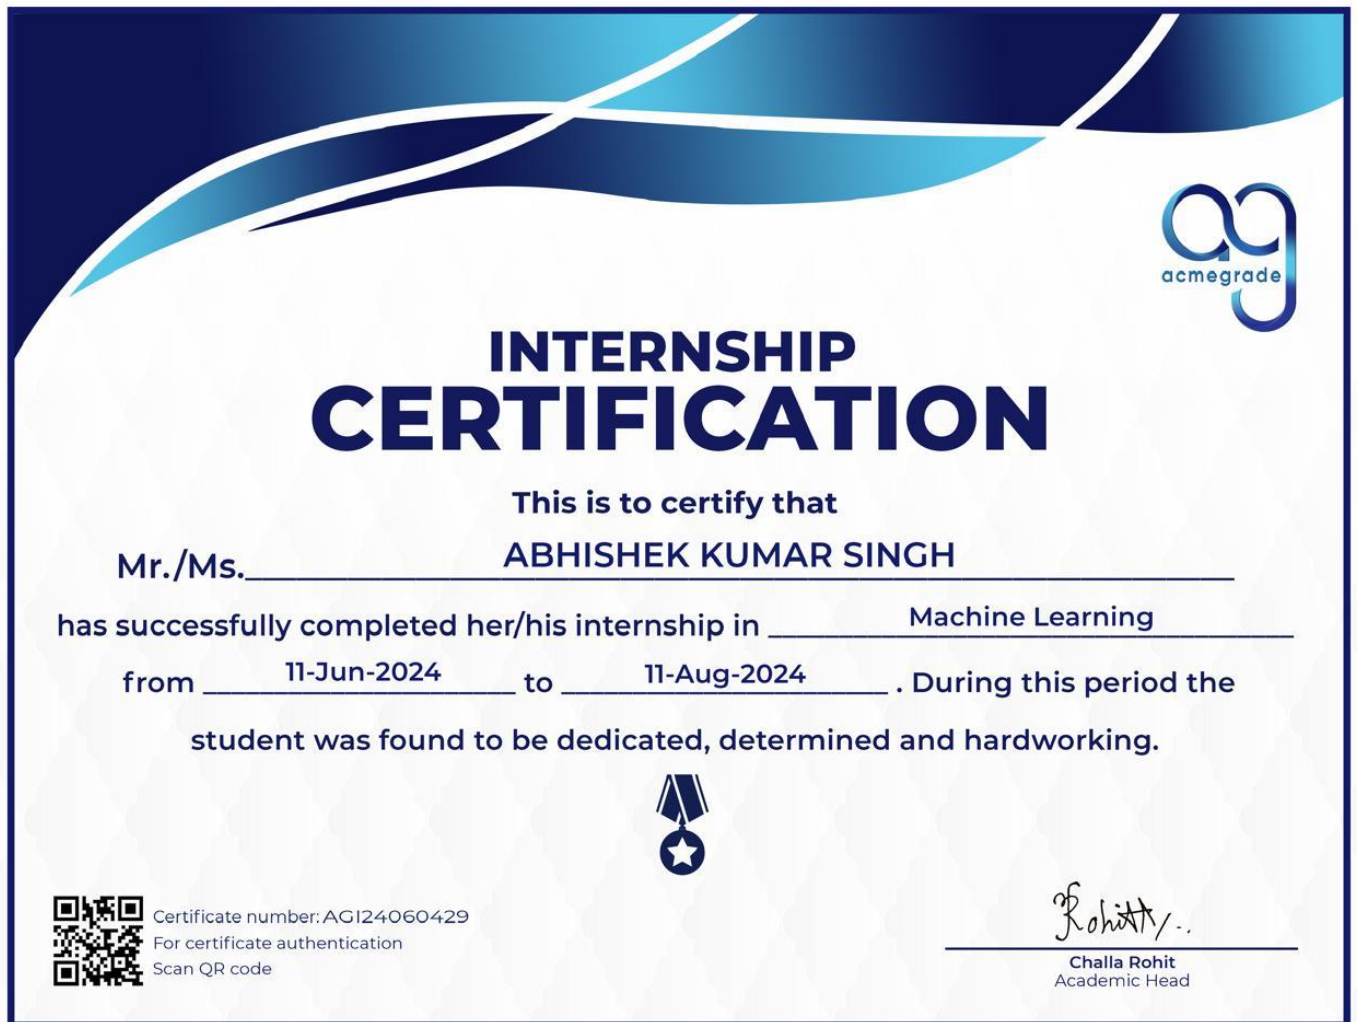 acmegrade
INTERNSHIP
CERTIFICATION
This is to certify that
Mr./Ms. ABHISHEK KUMAR SINGH
has successfully completed her/his internship in Machine Learning
from 11-Jun-2024 to 11-Aug-2024 . During this period the
student was found to be dedicated, determined and hardworking.
Certificate number: AGI24060429
For certificate authentication
Scan QR code
Rohit
Challa Rohit
Academic Head